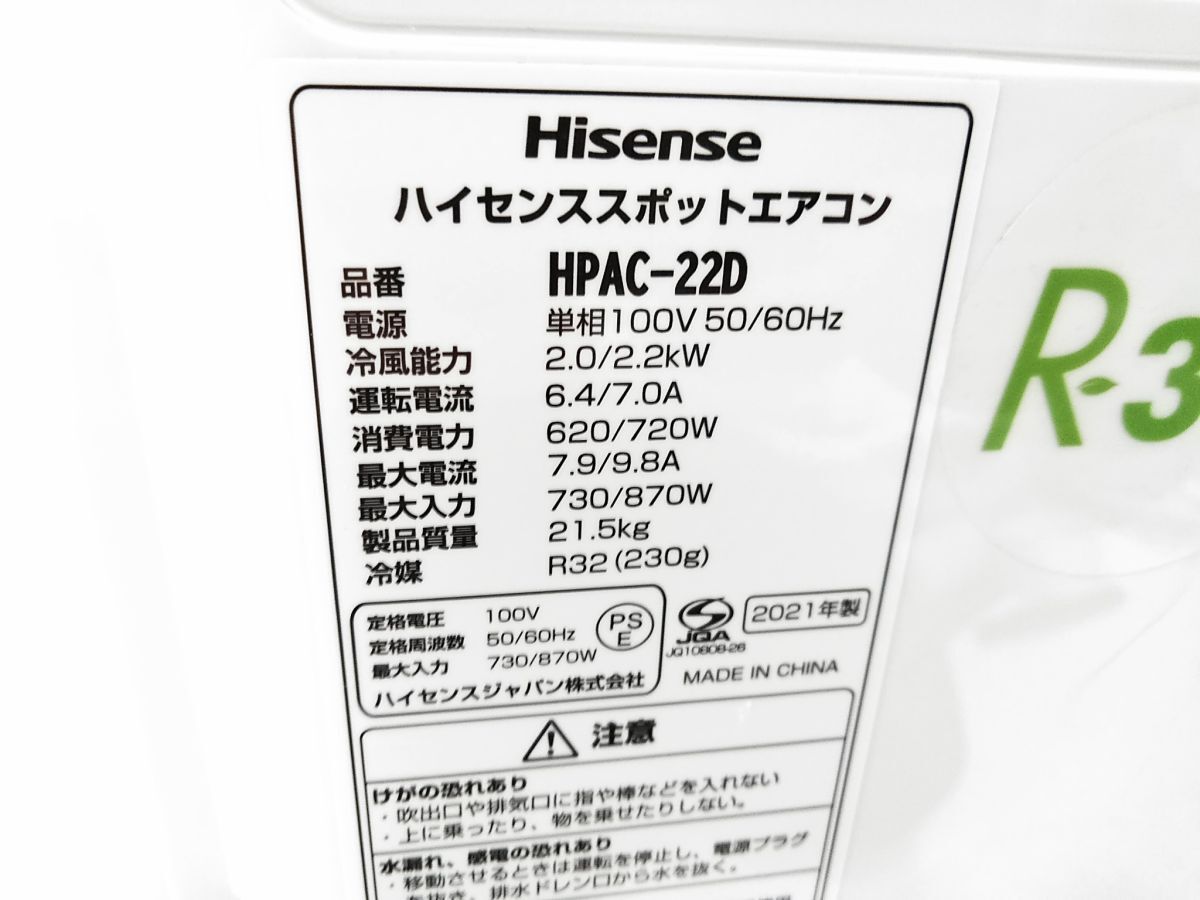 Hisense
ハイセンススポットエアコン
品番 HPAC-22D
電源 単相100V 50/60Hz
冷風能力 2.0/2.2kW
運転電流 6.4/7.0A
消費電力 620/720W
最大電流 7.9/9.8A
最大入力 730/870W
製品質量 21.5kg
冷媒 R32 (230g)
定格電圧 100V
定格周波数 50/60Hz
最大入力 730/870W
ハイセンスジャパン株式会社
PS
E
JQA
JQ10808-26
2021年製
MADE IN CHINA
注意
けがの恐れあり
・吹出口や排気口に指や棒などを入れない
・上に乗ったり、物を乗せたりしない。
水漏れ、感電の恐れあり
・移動させるときは運転を停止し、電源プラグ
を抜き、排水ドレン口から水を抜く。
R-3